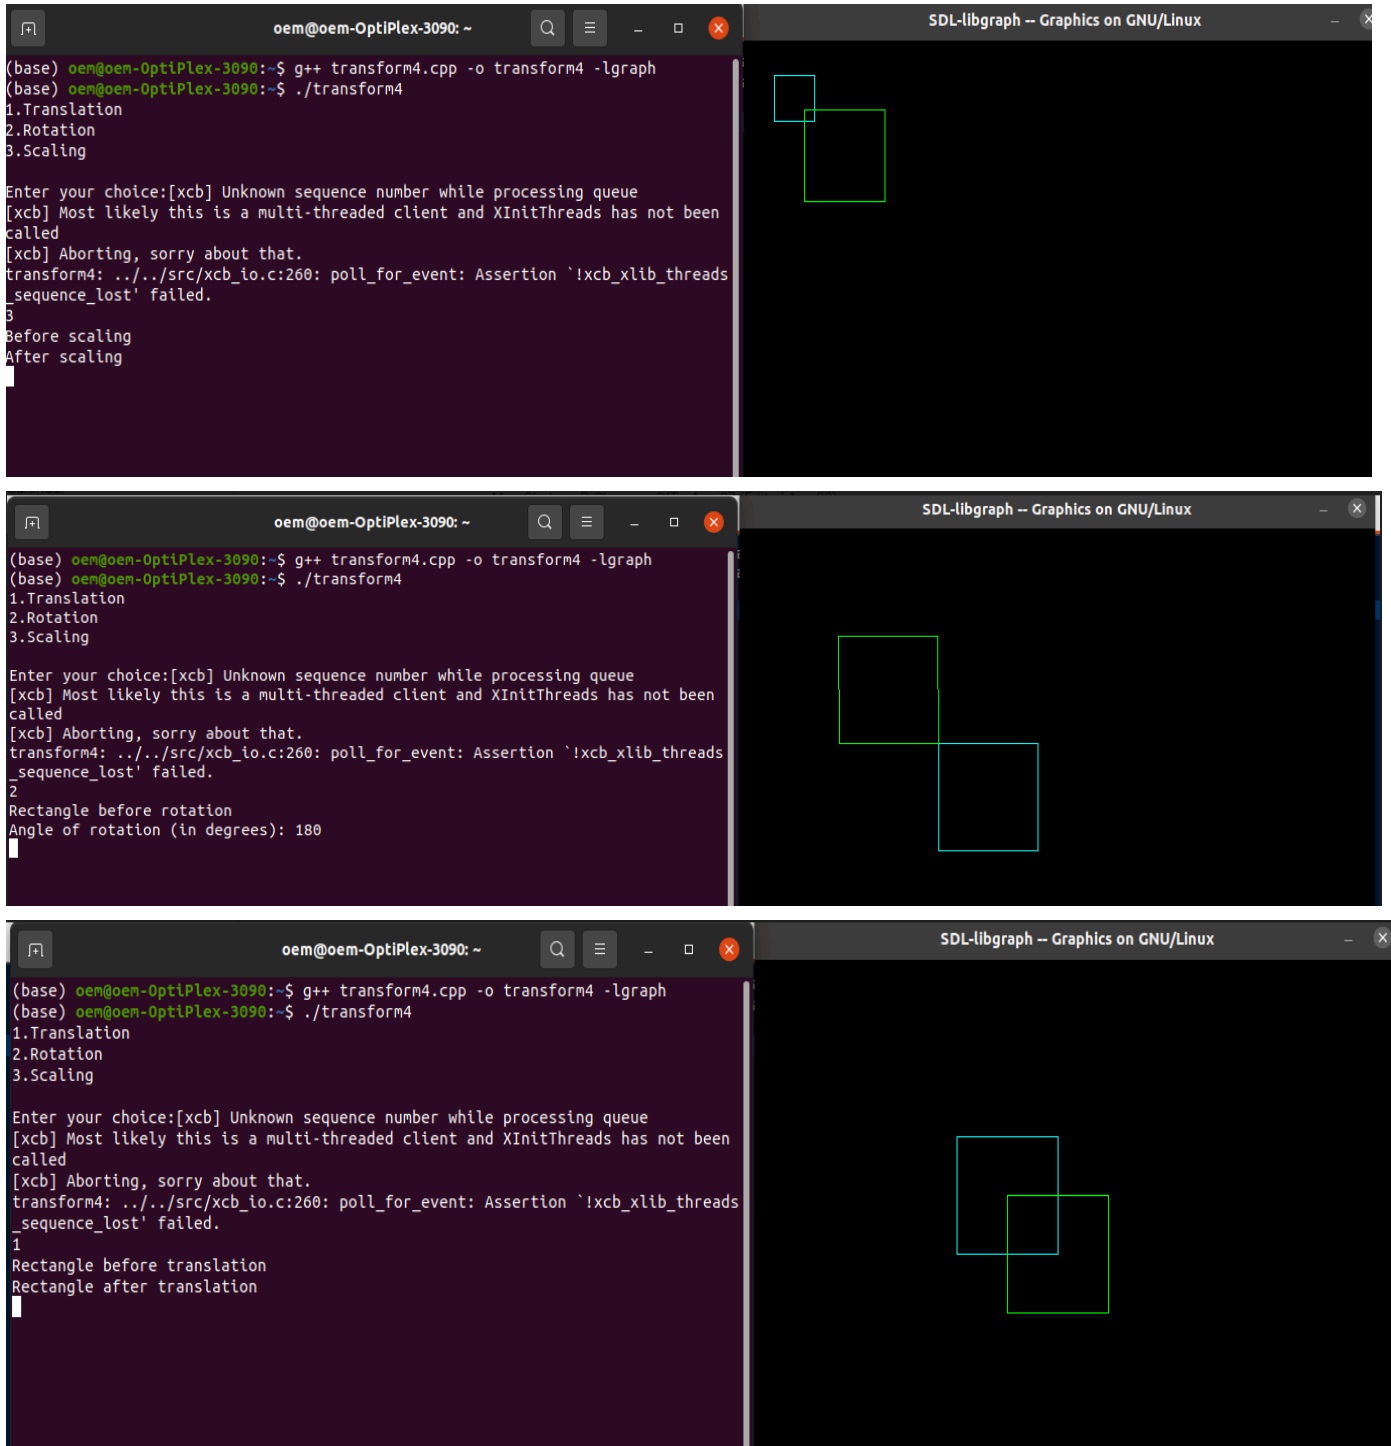 oem@oem-OptiPlex-3090: ~
SDL-libgraph -- Graphics on GNU/Linux
(base) oem@oem-OptiPlex-3090:~$ g++ transform4.cpp -o transform4 -lgraph
(base) oem@oem-OptiPlex-3090:~$ ./transform4
1.Translation
2.Rotation
3.Scaling
Enter your choice:[xcb] Unknown sequence number while processing queue
[xcb] Most likely this is a multi-threaded client and XInitThreads has not been
called
[xcb] Aborting, sorry about that.
transform4: ../../src/xcb_io.c:260: poll_for_event: Assertion `!xcb_xlib_threads
_sequence_lost' failed.
3
Before scaling
After scaling
oem@oem-OptiPlex-3090: ~
SDL-libgraph -- Graphics on GNU/Linux
(base) oem@oem-OptiPlex-3090:~$ g++ transform4.cpp -o transform4 -lgraph
(base) oem@oem-OptiPlex-3090:~$ ./transform4
1.Translation
2.Rotation
3.Scaling
Enter your choice:[xcb] Unknown sequence number while processing queue
[xcb] Most likely this is a multi-threaded client and XInitThreads has not been
called
[xcb] Aborting, sorry about that.
transform4: ../../src/xcb_io.c:260: poll_for_event: Assertion `!xcb_xlib_threads
_sequence_lost' failed.
2
Rectangle before rotation
Angle of rotation (in degrees): 180
oem@oem-OptiPlex-3090: ~
SDL-libgraph -- Graphics on GNU/Linux
(base) oem@oem-OptiPlex-3090:~$ g++ transform4.cpp -o transform4 -lgraph
(base) oem@oem-OptiPlex-3090:~$ ./transform4
1.Translation
2.Rotation
3.Scaling
Enter your choice:[xcb] Unknown sequence number while processing queue
[xcb] Most likely this is a multi-threaded client and XInitThreads has not been
called
[xcb] Aborting, sorry about that.
transform4: ../../src/xcb_io.c:260: poll_for_event: Assertion `!xcb_xlib_threads
_sequence_lost' failed.
1
Rectangle before translation
Rectangle after translation